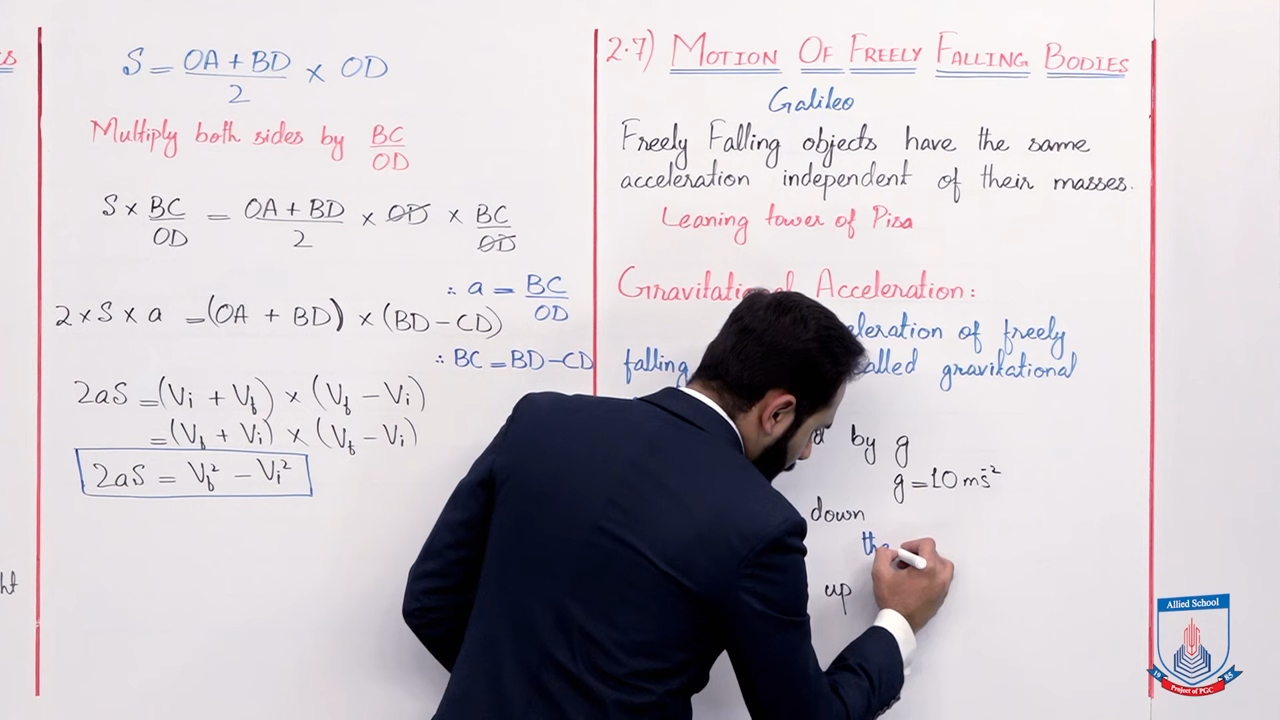 S = OA + BD / 2 × OD
Multiply both sides by BC / OD
S × BC / OD = OA + BD / 2 × OD × BC / OD
∴ a = BC / OD
2 × S × a = (OA + BD) × (BD − CD)
∴ BC = BD − CD
2aS = (Vi + Vf) × (Vf − Vi)
= (Vf + Vi) × (Vf − Vi)
2aS = Vf² − Vi²
2.7) MOTION OF FREELY FALLING BODIES
Galileo
Freely Falling objects have the same
acceleration independent of their masses.
Leaning tower of Pisa
Acceleration:
of freely
falling gravitational
by g
g = 10 ms⁻²
down
up
Allied School
19 85
Project of PGC